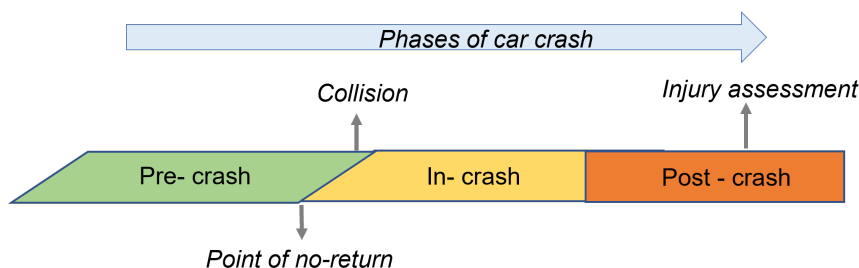 Phases of car crash
Collision
Injury assessment
Pre- crash
In- crash
Post - crash
Point of no-return